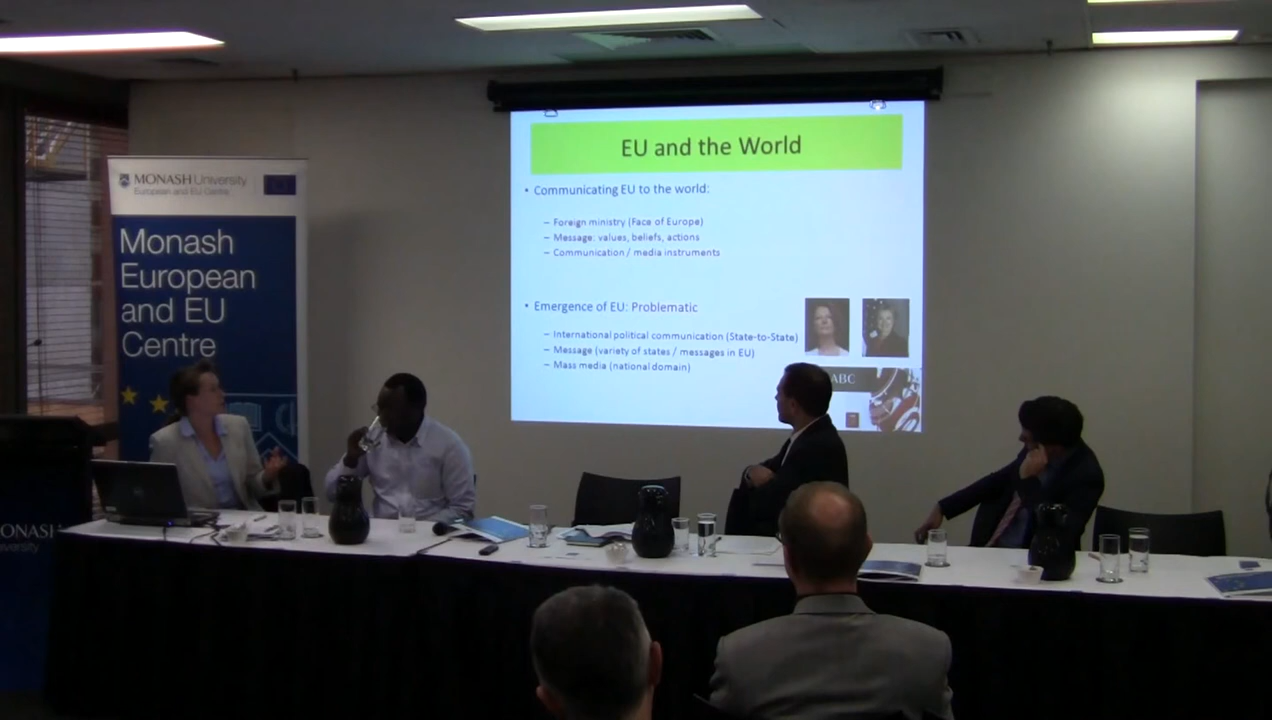 MONASH University
European and EU Centre
Monash
European
and EU
Centre
EU and the World
• Communicating EU to the world:
– Foreign ministry (Face of Europe)
– Message: values, beliefs, actions
– Communication / media instruments
• Emergence of EU: Problematic
– International political communication (State-to-State)
– Message (variety of states / messages in EU)
– Mass media (national domain)
ABC
ONASH
iversity